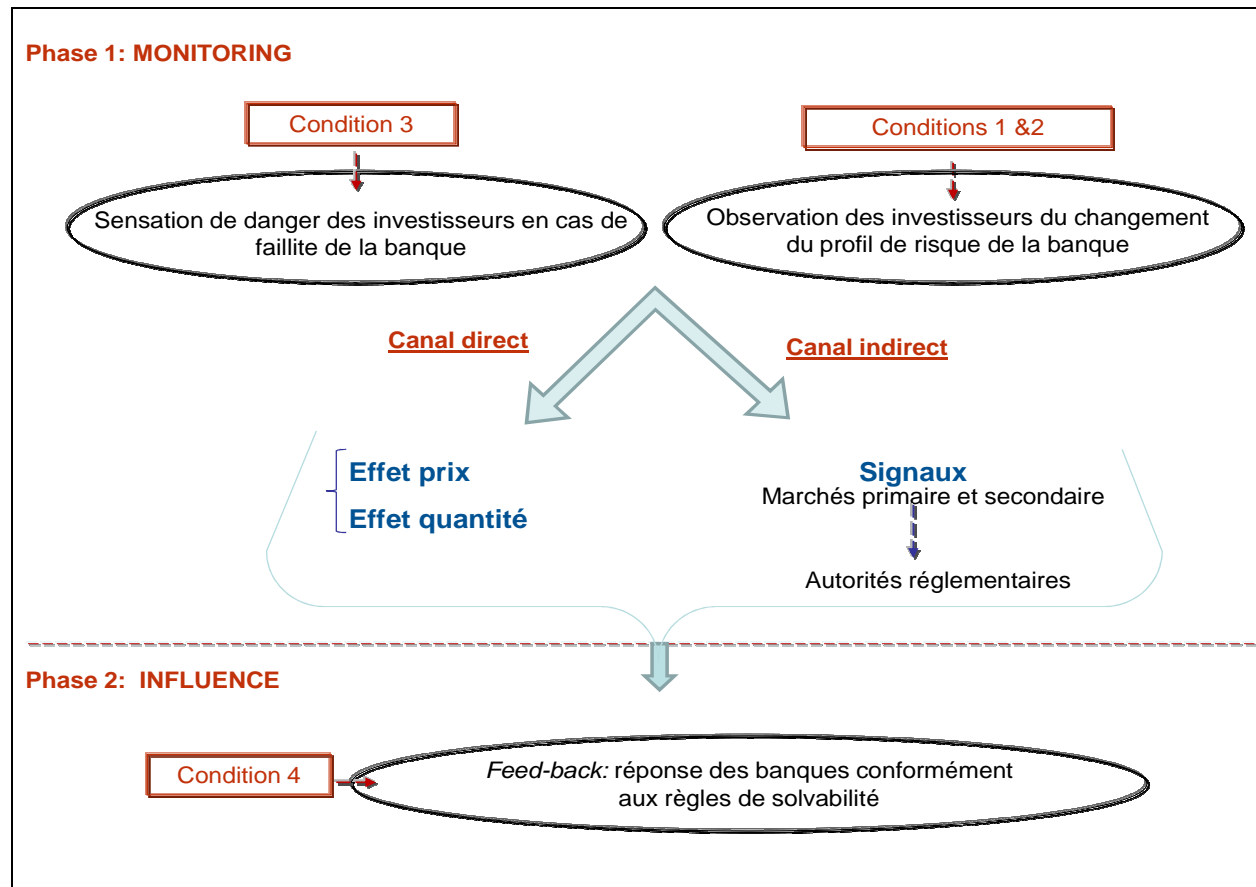 Phase 1: MONITORING
Condition 3
Conditions 1 &2
Sensation de danger des investisseurs en cas de
faillite de la banque
Observation des investisseurs du changement
du profil de risque de la banque
Canal direct
Canal indirect
Effet prix
Effet quantité
Signaux
Marchés primaire et secondaire
Autorités réglementaires
Phase 2: INFLUENCE
Condition 4
Feed-back: réponse des banques conformément
aux règles de solvabilité